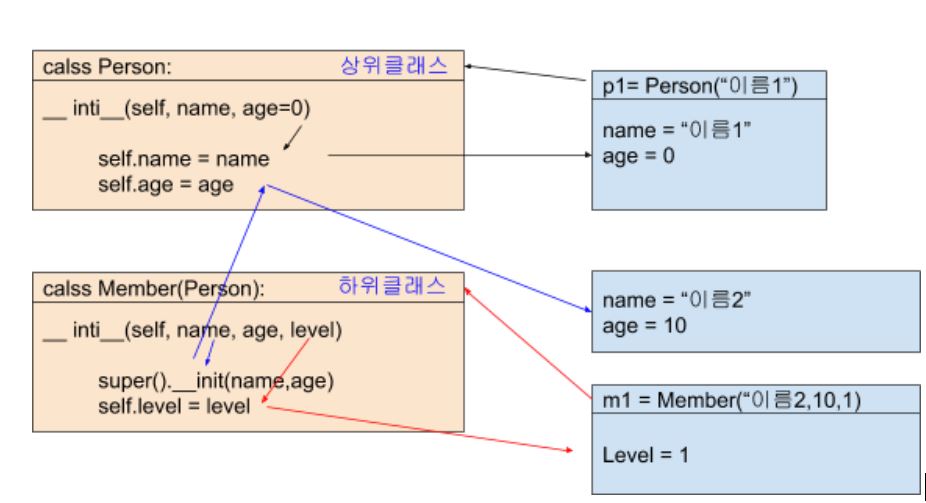 calss Person: 상위클래스
__ inti__(self, name, age=0)
self.name = name
self.age = age
p1= Person(“이름1”)
name = “이름1”
age = 0
calss Member(Person): 하위클래스
__ inti__(self, name, age, level)
super().__init(name,age)
self.level = level
name = “이름2”
age = 10
m1 = Member(“이름2,10,1)
Level = 1